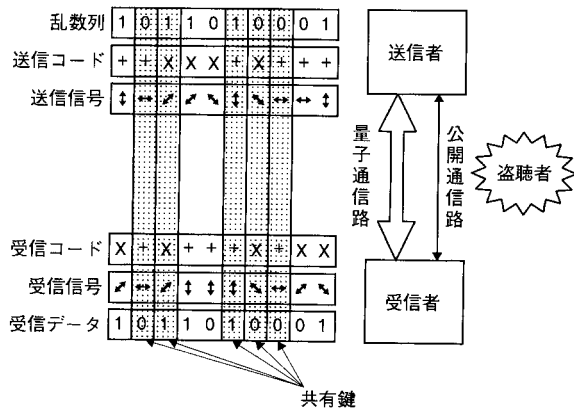 乱数列 1 0 1 1 0 1 0 0 0 1
送信コード + + X X X + X + + +
送信信号 ↕ ↔ ⤢ ⤢ ⤡ ↕ ⤡ ↔ ↔ ↕
受信コード X + X + + + X + X X
受信信号 ⤢ ↔ ⤢ ↕ ↕ ↕ ⤡ ↔ ⤢ ⤡
受信データ 1 0 1 1 0 1 0 0 0 1
共有鍵
送信者
量子通信路
公開通信路
盗聴者
受信者